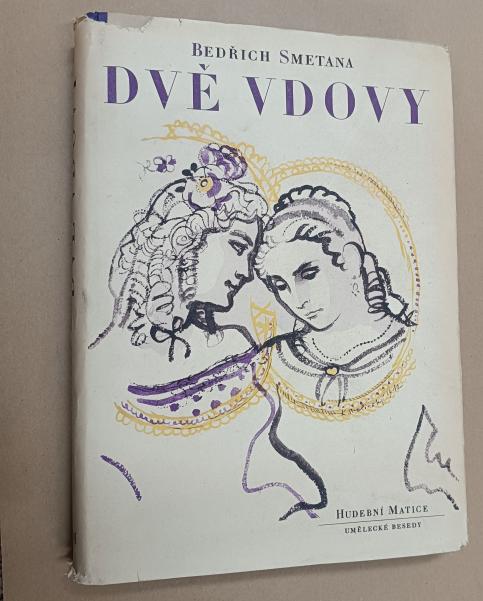 BEDŘICH SMETANA
DVĚ VDOVY
HUDEBNÍ MATICE
UMĚLECKÉ BESEDY